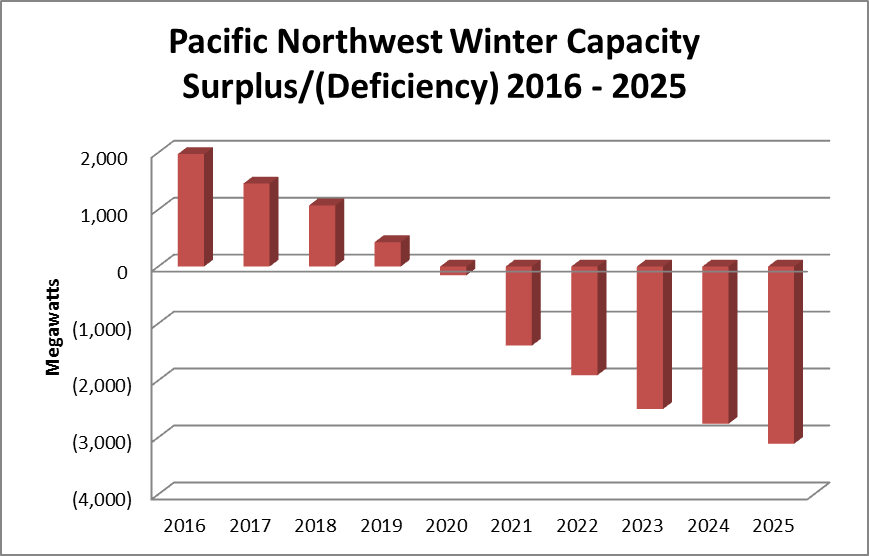 Pacific Northwest Winter Capacity
Surplus/(Deficiency) 2016 - 2025
Megawatts
2,000
1,000
0
(1,000)
(2,000)
(3,000)
(4,000)
2016 2017 2018 2019 2020 2021 2022 2023 2024 2025